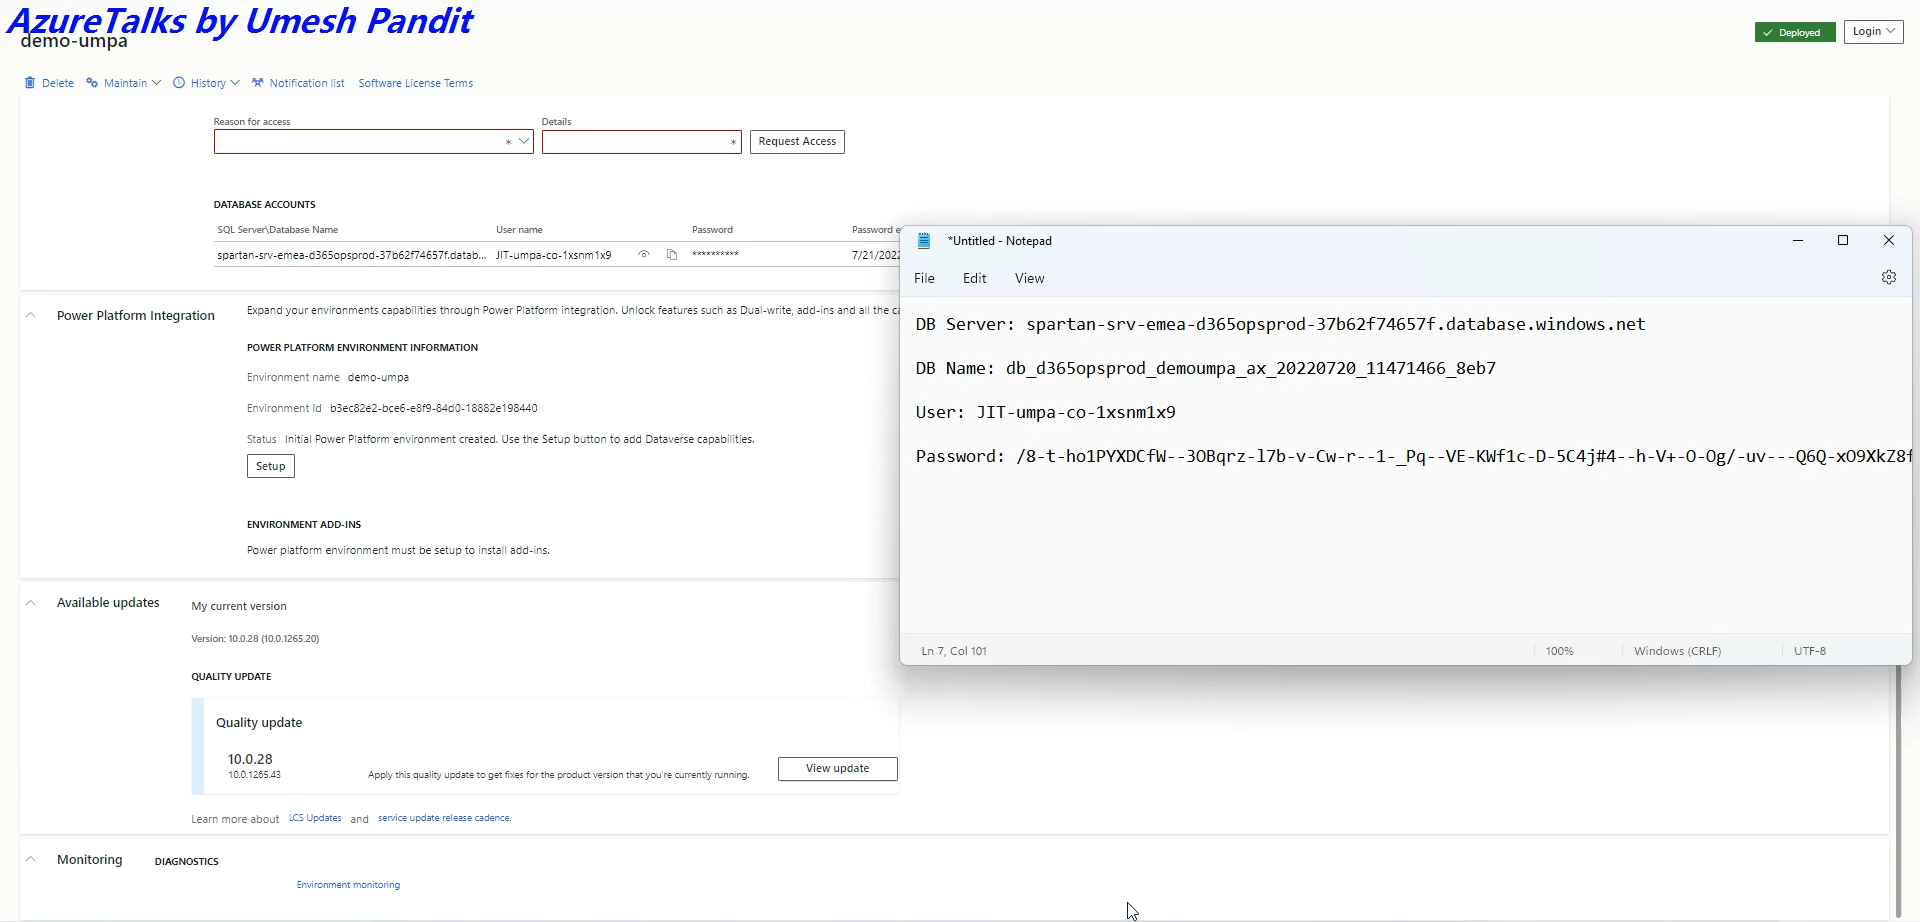 AzureTalks by Umesh Pandit
demo-umpa
Deployed
Login
Delete Maintain History Notification list Software License Terms
Reason for access Details
* * Request Access
DATABASE ACCOUNTS
SQL Server\Database Name User name Password Password e
spartan-srv-emea-d365opsprod-37b62f74657f.datab... JIT-umpa-co-1xsnm1x9 ********** 7/21/2022
Power Platform Integration
Expand your environments capabilities through Power Platform integration. Unlock features such as Dual-write, add-ins and all the ca
POWER PLATFORM ENVIRONMENT INFORMATION
Environment name demo-umpa
Environment Id b3ec82e2-bce6-e8f9-84d0-18882e198440
Status Initial Power Platform environment created. Use the Setup button to add Dataverse capabilities.
Setup
ENVIRONMENT ADD-INS
Power platform environment must be setup to install add-ins.
Available updates
My current version
Version: 10.0.28 (10.0.1265.20)
QUALITY UPDATE
Quality update
10.0.28
10.0.1265.43
Apply this quality update to get fixes for the product version that you're currently running.
View update
Learn more about LCS Updates and service update release cadence.
Monitoring
DIAGNOSTICS
Environment monitoring
*Untitled - Notepad
File Edit View
DB Server: spartan-srv-emea-d365opsprod-37b62f74657f.database.windows.net
DB Name: db_d365opsprod_demoumpa_ax_20220720_11471466_8eb7
User: JIT-umpa-co-1xsnm1x9
Password: /8-t-ho1PYXDCfW--3OBqrz-l7b-v-Cw-r--1-_Pq--VE-KWf1c-D-5C4j#4--h-V+-O-Og/-uv---Q6Q-xO9XkZ8f
Ln 7, Col 101 100% Windows (CRLF) UTF-8